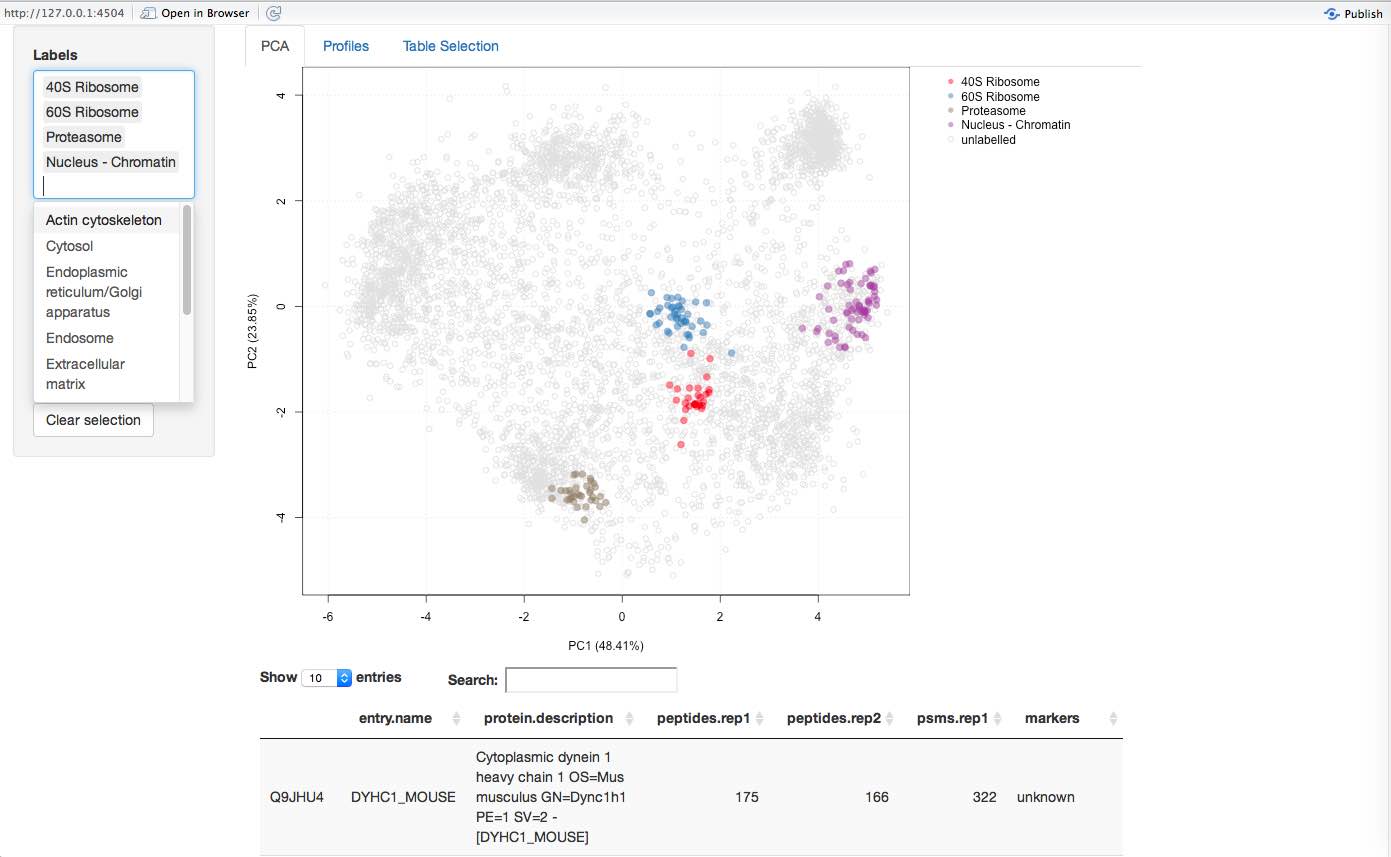 http://127.0.0.1:4504 Open in Browser Publish
Labels
40S Ribosome
60S Ribosome
Proteasome
Nucleus - Chromatin
Actin cytoskeleton
Cytosol
Endoplasmic
reticulum/Golgi
apparatus
Endosome
Extracellular
matrix
Clear selection
PCA Profiles Table Selection
4
2
0
-2
-4
PC2 (23.85%)
-6 -4 -2 0 2 4
PC1 (48.41%)
40S Ribosome
60S Ribosome
Proteasome
Nucleus - Chromatin
unlabelled
Show 10 entries Search:
entry.name protein.description peptides.rep1 peptides.rep2 psms.rep1 markers
Cytoplasmic dynein 1
heavy chain 1 OS=Mus
Q9JHU4 DYHC1_MOUSE musculus GN=Dync1h1 175 166 322 unknown
PE=1 SV=2 -
[DYHC1_MOUSE]